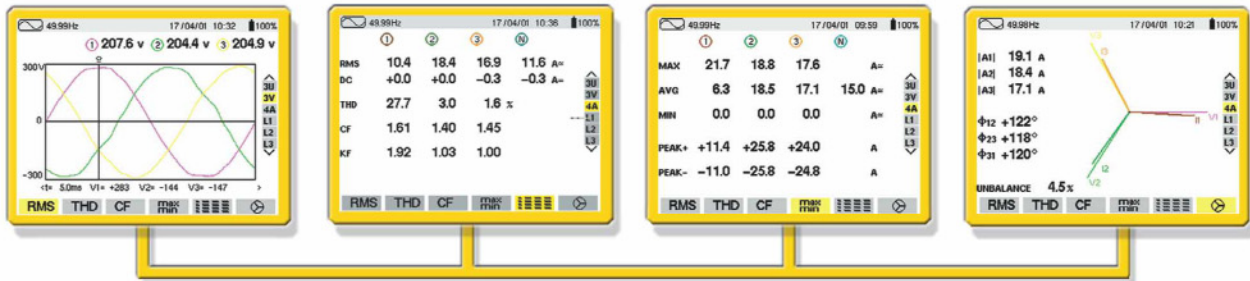 49.99Hz 17/04/01 10:32 100%
① 207.6 v ② 204.4 v ③ 204.9 v
300V
0
-300
<t= 5.0ms V1= +283 V2= -144 V3= -147 >
3U
3V
4A
L1
L2
L3
RMS THD CF max min
49.99Hz 17/04/01 10:36 100%
① ② ③ N
RMS 10.4 18.4 16.9 11.6 A≂
DC +0.0 +0.0 -0.3 -0.3 A=
THD 27.7 3.0 1.6 %
CF 1.61 1.40 1.45
KF 1.92 1.03 1.00
3U
3V
4A
L1
L2
L3
RMS THD CF max min
49.99Hz 17/04/01 09:59 100%
① ② ③ N
MAX 21.7 18.8 17.6 A≂
AVG 6.3 18.5 17.1 15.0 A≂
MIN 0.0 0.0 0.0 A≂
PEAK+ +11.4 +25.8 +24.0 A
PEAK- -11.0 -25.8 -24.8 A
3U
3V
4A
L1
L2
L3
RMS THD CF max min
49.98Hz 17/04/01 10:21 100%
|A1| 19.1 A
|A2| 18.4 A
|A3| 17.1 A
Φ12 +122°
Φ23 +118°
Φ31 +120°
UNBALANCE 4.5%
V3
I3
V1
I1
I2
V2
3U
3V
4A
L1
L2
L3
RMS THD CF max min